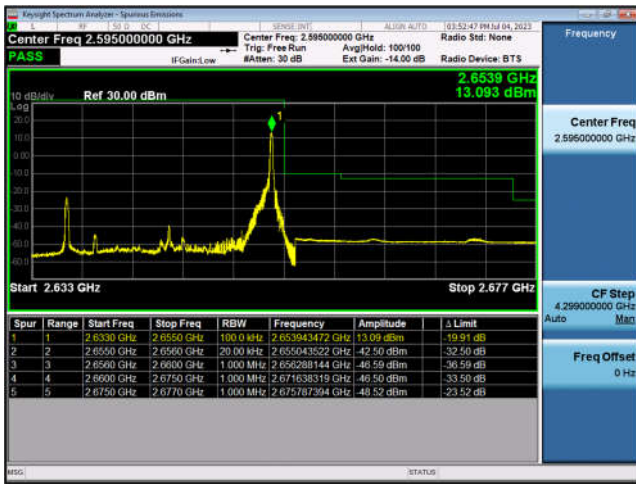 Keysight Spectrum Analyzer - Spurious Emissions
L RF 50 Ω DC SENSE:INT ALIGN AUTO 03:52:47 PM Jul 04, 2023
Center Freq 2.595000000 GHz Center Freq: 2.595000000 GHz Radio Std: None
PASS IFGain:Low Trig: Free Run Avg|Hold: 100/100
#Atten: 30 dB Ext Gain: -14.00 dB Radio Device: BTS
2.6539 GHz
10 dB/div Ref 30.00 dBm 13.093 dBm
Log
20.0
10.0
0.00
-10.0
-20.0
-30.0
-40.0
-50.0
-60.0
1
Start 2.633 GHz Stop 2.677 GHz
Spur Range Start Freq Stop Freq RBW Frequency Amplitude Δ Limit
1 1 2.6330 GHz 2.6550 GHz 100.0 kHz 2.653943472 GHz 13.09 dBm -19.91 dB
2 2 2.6550 GHz 2.6560 GHz 20.00 kHz 2.655043522 GHz -42.50 dBm -32.50 dB
3 3 2.6560 GHz 2.6600 GHz 1.000 MHz 2.656288144 GHz -46.59 dBm -36.59 dB
4 4 2.6600 GHz 2.6750 GHz 1.000 MHz 2.671638319 GHz -46.50 dBm -33.50 dB
5 5 2.6750 GHz 2.6770 GHz 1.000 MHz 2.675787394 GHz -48.52 dBm -23.52 dB
MSG STATUS
Frequency
Center Freq
2.595000000 GHz
CF Step
4.299000000 GHz
Auto Man
Freq Offset
0 Hz